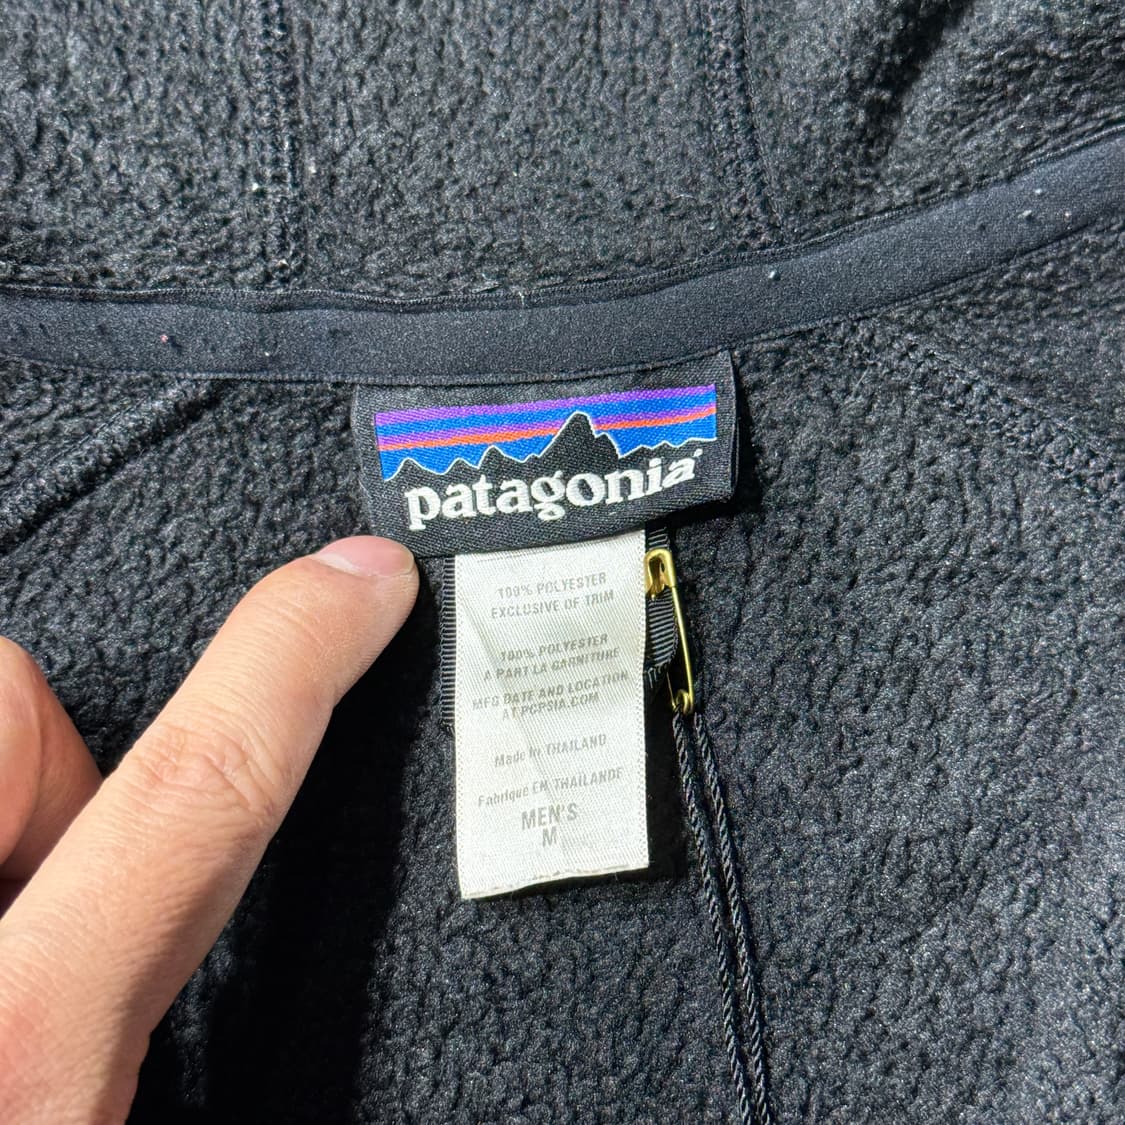 patagonia®
100% POLYESTER
EXCLUSIVE OF TRIM
100% POLYESTER
A PART LA GARNITURE
MFG DATE AND LOCATION
AT PCPSIA.COM
Made in THAILAND
Fabriqué EN THAÏLANDE
MEN'S
M